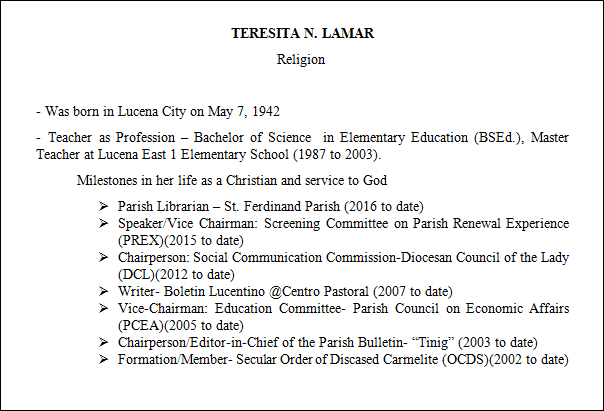 TERESITA N. LAMAR
Religion
- Was born in Lucena City on May 7, 1942
- Teacher as Profession – Bachelor of Science in Elementary Education (BSEd.), Master
Teacher at Lucena East 1 Elementary School (1987 to 2003).
Milestones in her life as a Christian and service to God
➢ Parish Librarian – St. Ferdinand Parish (2016 to date)
➢ Speaker/Vice Chairman: Screening Committee on Parish Renewal Experience
(PREX)(2015 to date)
➢ Chairperson: Social Communication Commission-Diocesan Council of the Lady
(DCL)(2012 to date)
➢ Writer- Boletin Lucentino @Centro Pastoral (2007 to date)
➢ Vice-Chairman: Education Committee- Parish Council on Economic Affairs
(PCEA)(2005 to date)
➢ Chairperson/Editor-in-Chief of the Parish Bulletin- “Tinig” (2003 to date)
➢ Formation/Member- Secular Order of Discased Carmelite (OCDS)(2002 to date)